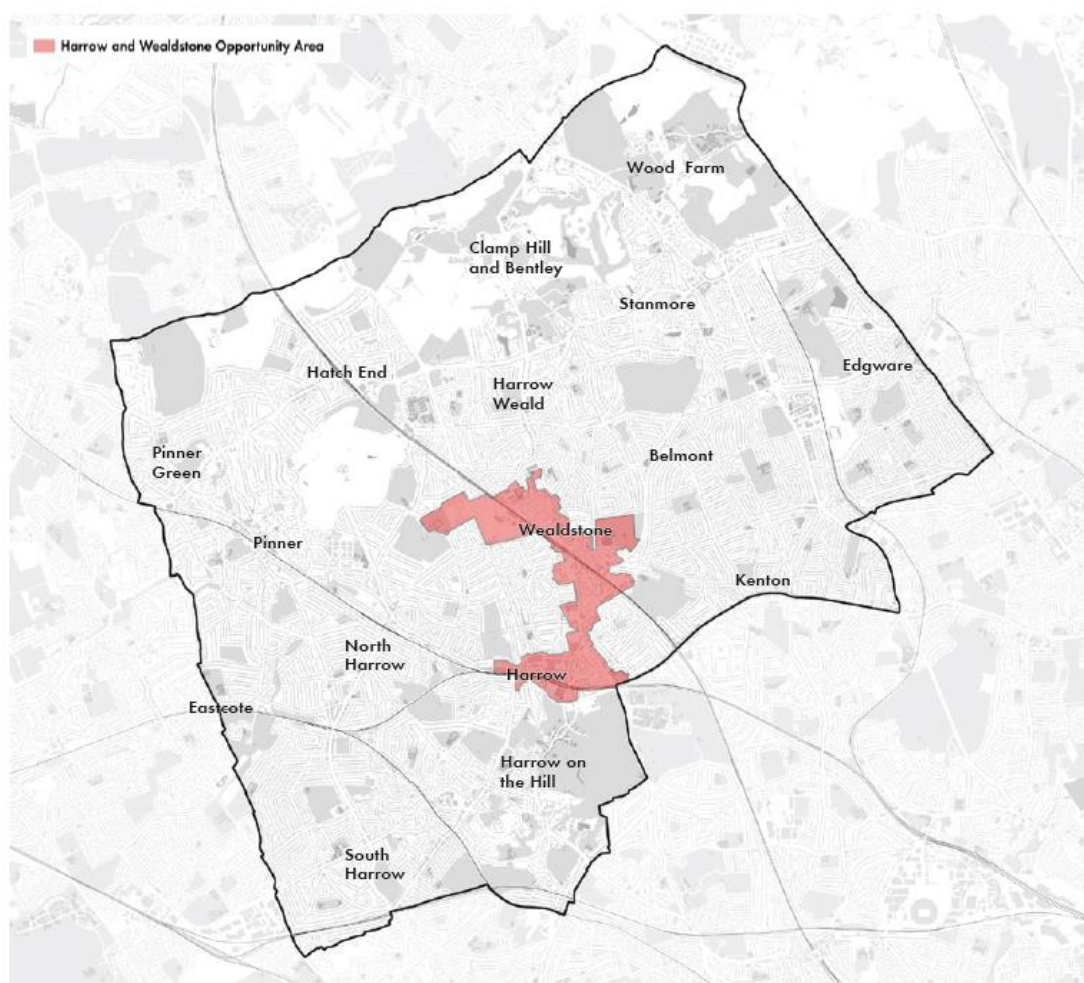 Harrow and Wealdstone Opportunity Area
Wood Farm
Clamp Hill
and Bentley
Stanmore
Edgware
Hatch End
Harrow
Weald
Pinner
Green
Belmont
Wealdstone
Pinner
Kenton
North
Harrow
Harrow
Eastcote
Harrow on
the Hill
South
Harrow